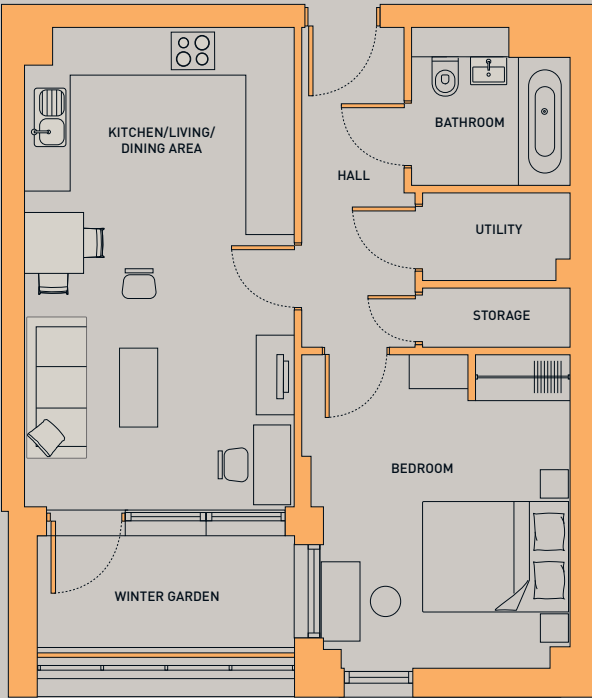 KITCHEN/LIVING/
DINING AREA
BATHROOM
HALL
UTILITY
STORAGE
BEDROOM
WINTER GARDEN